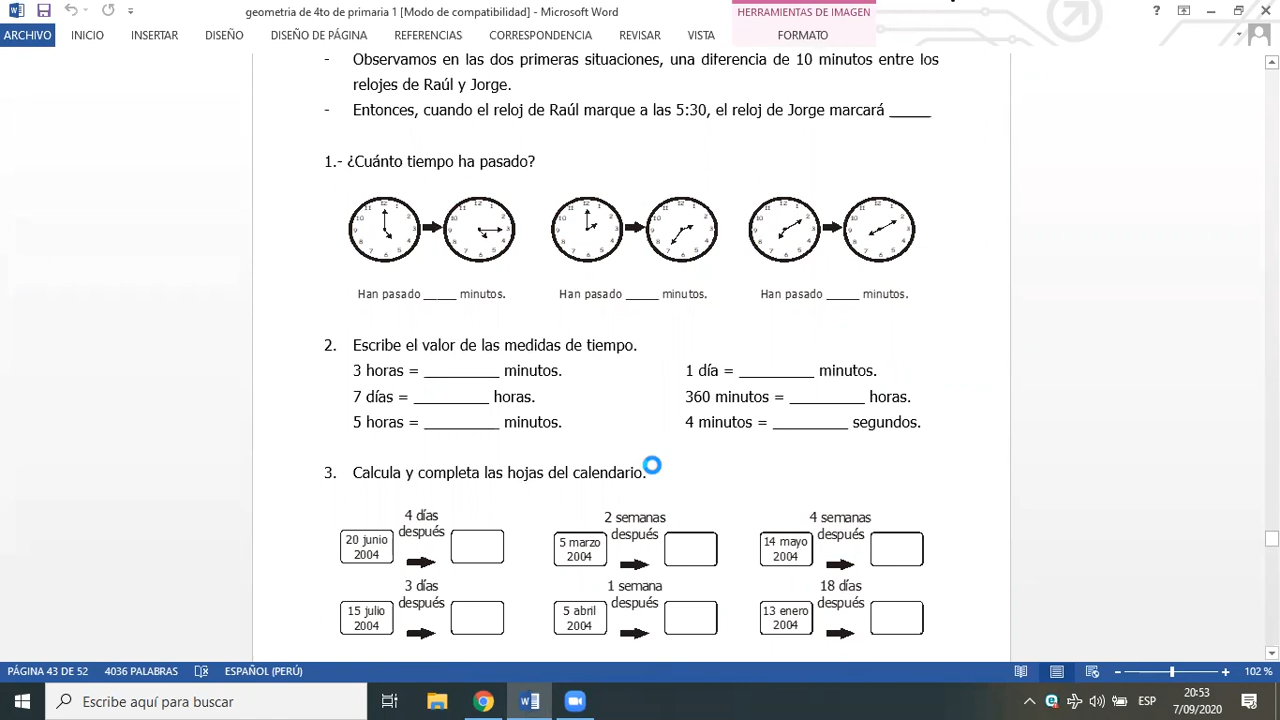 geometria de 4to de primaria 1 [Modo de compatibilidad] - Microsoft Word
HERRAMIENTAS DE IMAGEN
ARCHIVO INICIO INSERTAR DISEÑO DISEÑO DE PÁGINA REFERENCIAS CORRESPONDENCIA REVISAR VISTA FORMATO
- Observamos en las dos primeras situaciones, una diferencia de 10 minutos entre los
relojes de Raúl y Jorge.
- Entonces, cuando el reloj de Raúl marque a las 5:30, el reloj de Jorge marcará _____
1.- ¿Cuánto tiempo ha pasado?
Han pasado _____ minutos. Han pasado _____ minutos. Han pasado _____ minutos.
2. Escribe el valor de las medidas de tiempo.
3 horas = _________ minutos. 1 día = _________ minutos.
7 días = _________ horas. 360 minutos = _________ horas.
5 horas = _________ minutos. 4 minutos = _________ segundos.
3. Calcula y completa las hojas del calendario.
4 días 2 semanas 4 semanas
después después después
20 junio 5 marzo 14 mayo
2004 2004 2004
3 días 1 semana 18 días
después después después
15 julio 5 abril 13 enero
2004 2004 2004
PÁGINA 43 DE 52 4036 PALABRAS ESPAÑOL (PERÚ) 102 %
Escribe aquí para buscar
ESP
20:53
7/09/2020